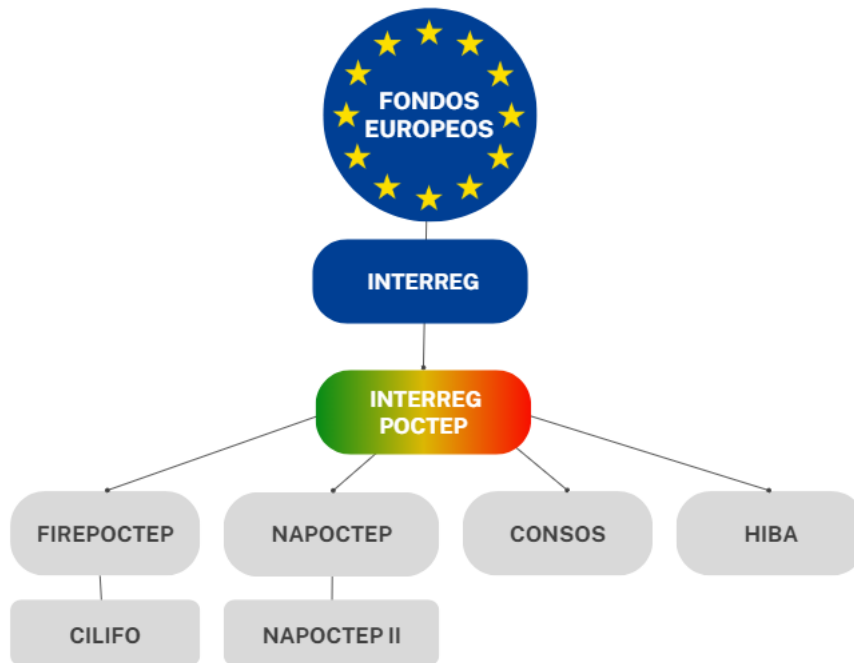 FONDOS
EUROPEOS
INTERREG
INTERREG
POCTEP
FIREPOCTEP
NAPOCTEP
CONSOS
HIBA
CILIFO
NAPOCTEP II